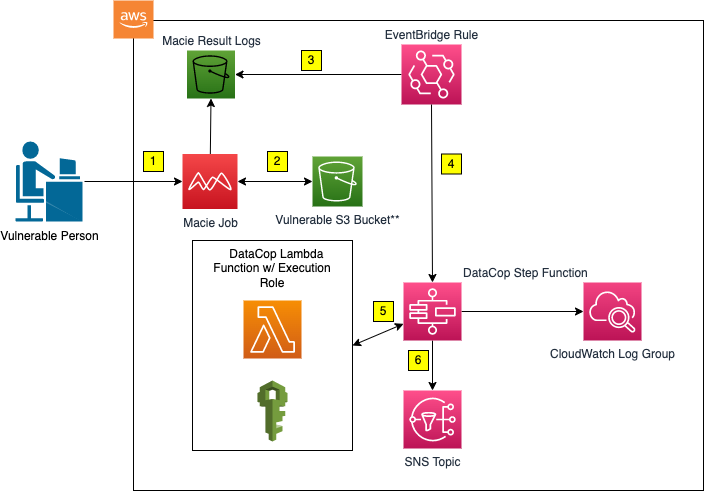 aws
Macie Result Logs
EventBridge Rule
3
1
2
4
Macie Job
Vulnerable S3 Bucket**
Vulnerable Person
DataCop Lambda
Function w/ Execution
Role
DataCop Step Function
5
CloudWatch Log Group
6
SNS Topic